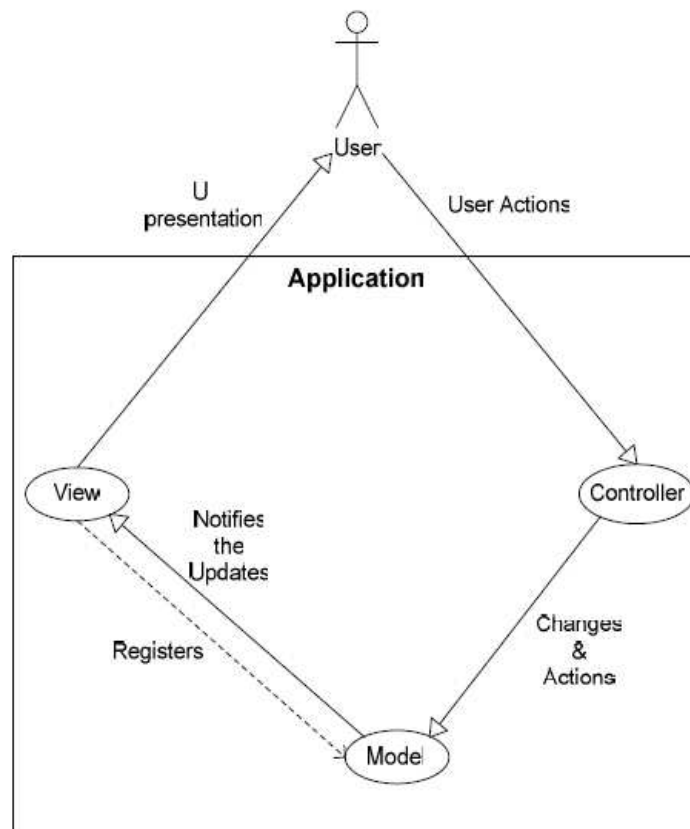 User
U
presentation
User Actions
Application
View
Controller
Notifies
the
Updates
Registers
Changes
&
Actions
Model